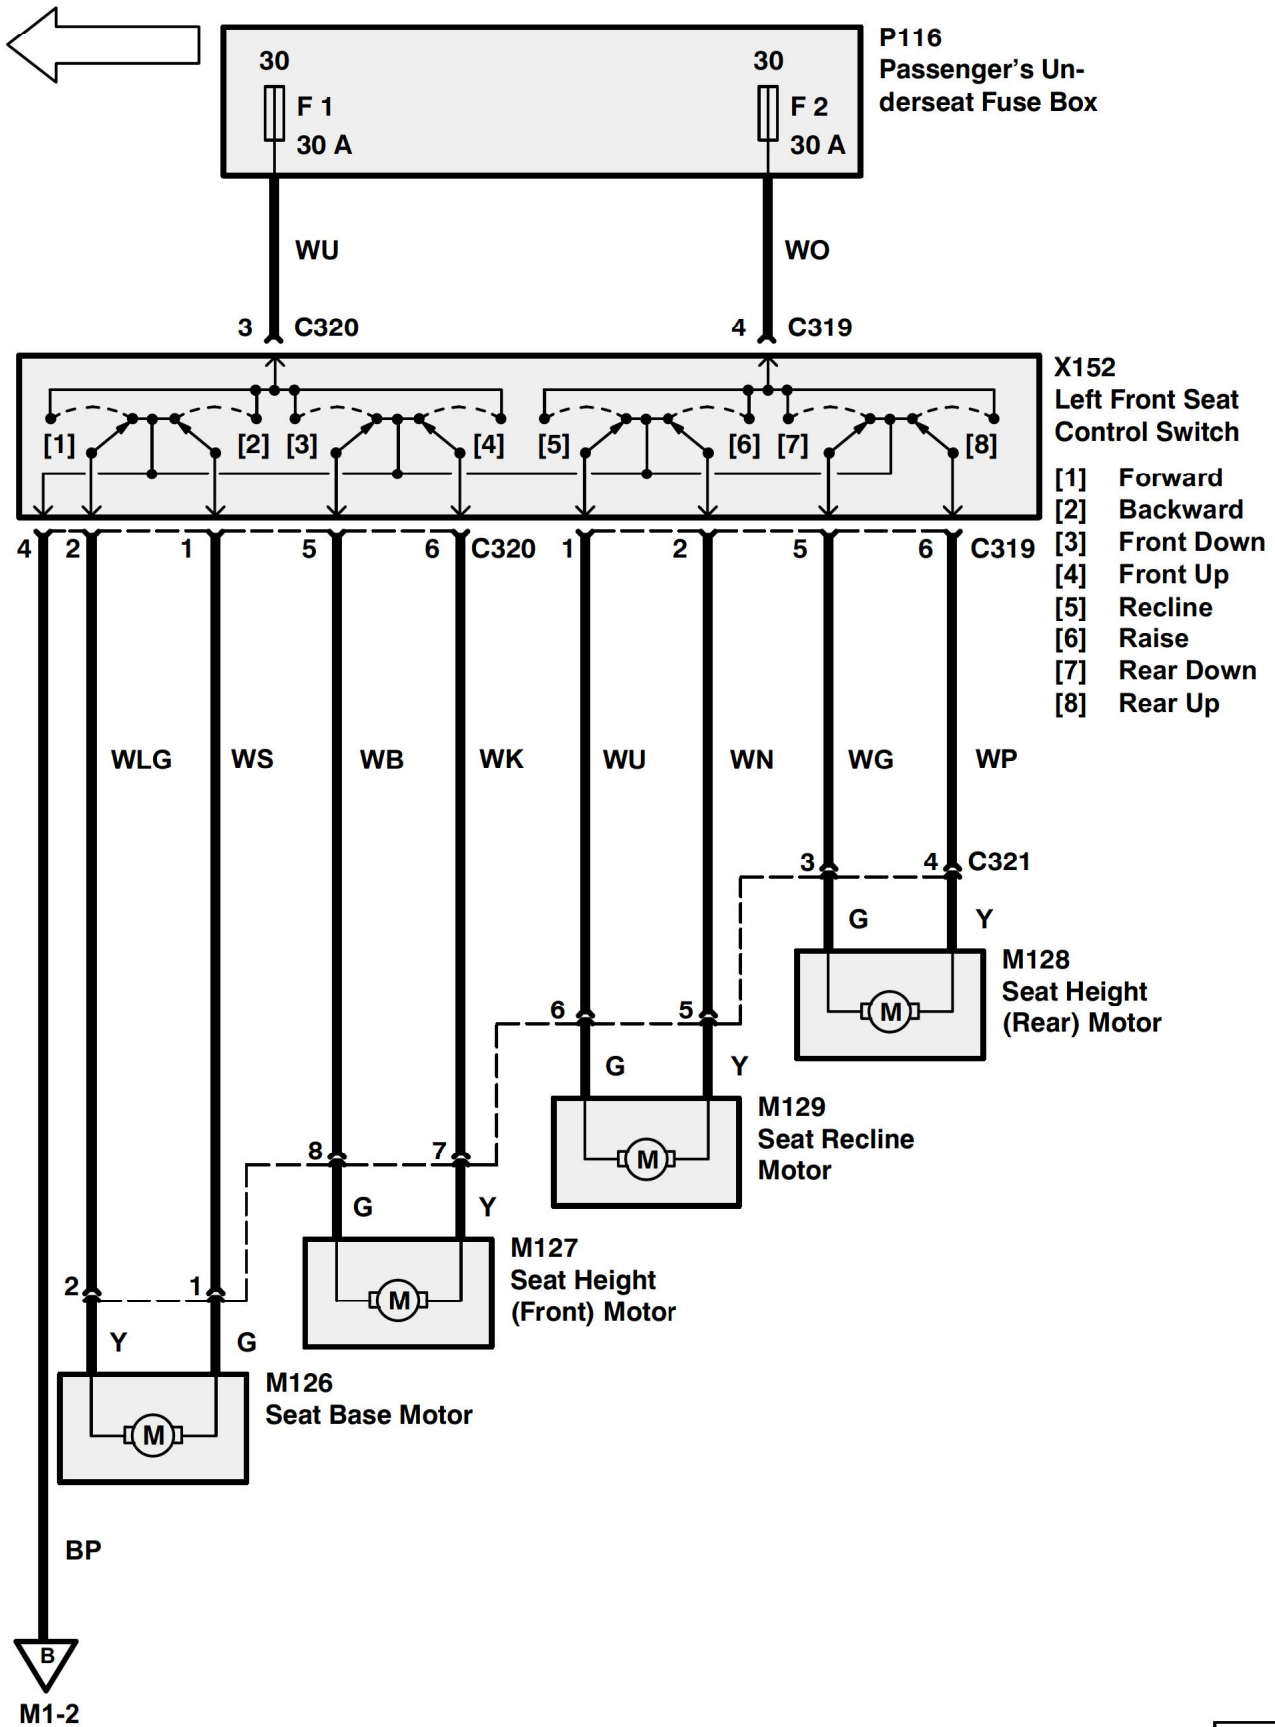 P116
Passenger's Un-
derseat Fuse Box
30
F 1
30 A
30
F 2
30 A
WU
WO
3 C320
4 C319
X152
Left Front Seat
Control Switch
[1] [2] [3] [4] [5] [6] [7] [8]
[1] Forward
[2] Backward
[3] Front Down
[4] Front Up
[5] Recline
[6] Raise
[7] Rear Down
[8] Rear Up
4 2 1 5 6 C320 1 2 5 6 C319
WLG WS WB WK WU WN WG WP
3 4 C321
G Y
M128
Seat Height
(Rear) Motor
M
6 5
G Y
M129
Seat Recline
Motor
M
8 7
G Y
M127
Seat Height
(Front) Motor
M
2 1
Y G
M126
Seat Base Motor
M
BP
B
M1-2